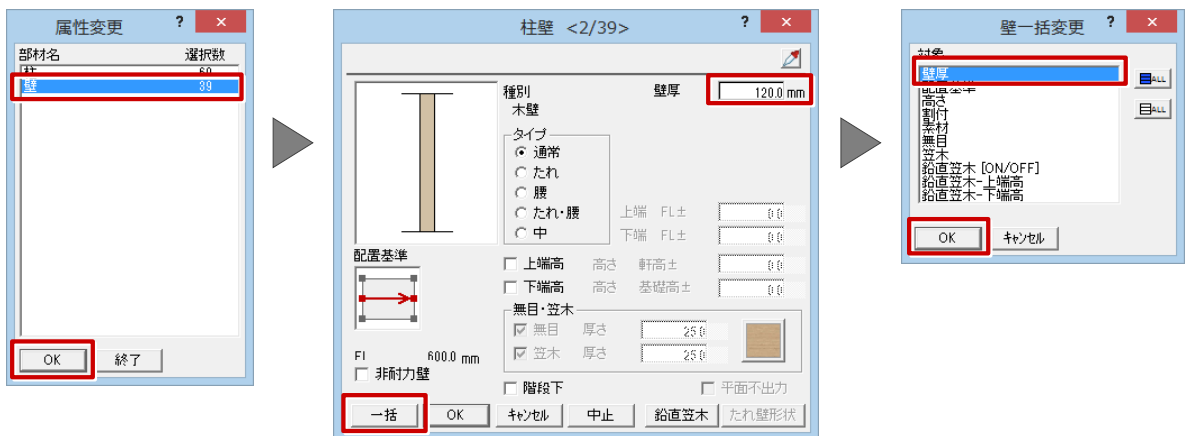 属性変更 ? ×
部材名 選択数
柱 60
壁 39
OK 終了
柱壁 <2/39> ? ×
種別 壁厚 120.0 mm
木壁
タイプ
通常
たれ
腰
たれ・腰 上端 FL± 0.0
中 下端 FL± 0.0
配置基準
上端高 高さ 軒高± 0.0
下端高 高さ 基礎高± 0.0
無目・笠木
無目 厚さ 25.0
笠木 厚さ 25.0
FL 600.0 mm
非耐力壁
階段下 平面不出力
一括 OK キャンセル 中止 鉛直笠木 たれ壁形状
壁一括変更 ? ×
対象
壁厚
配置基準
高さ
割付
素材
無目
笠木
鉛直笠木 [ON/OFF]
鉛直笠木-上端高
鉛直笠木-下端高
ALL
ALL
OK キャンセル